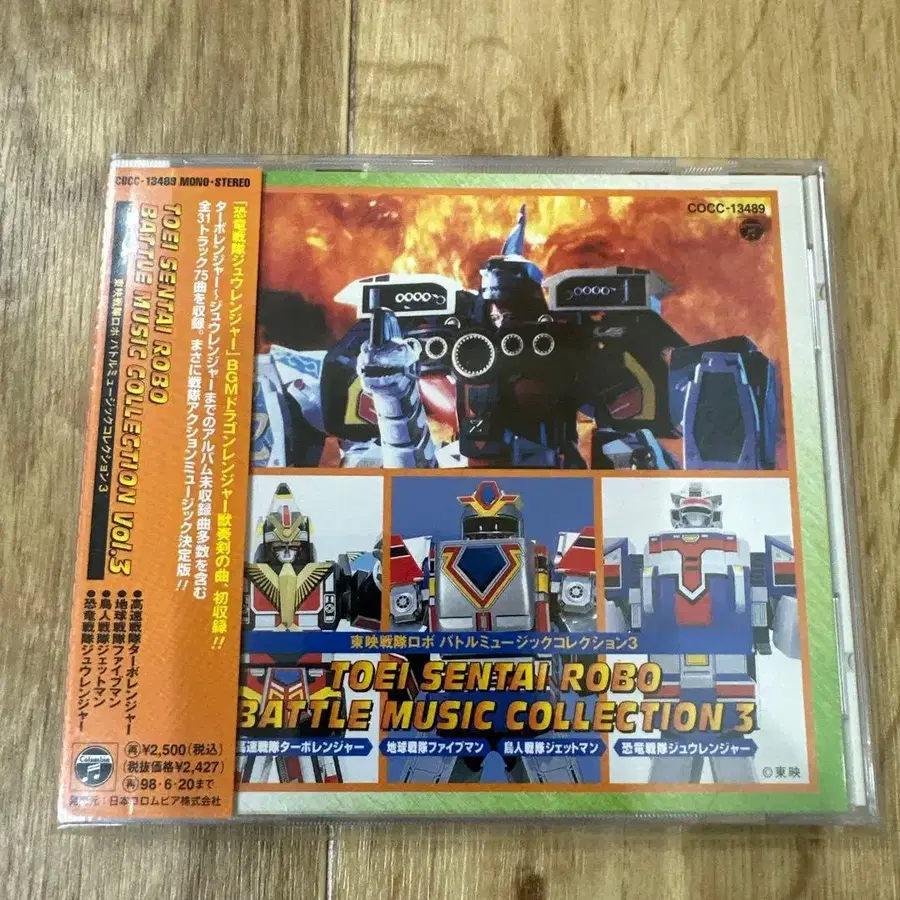 COCC-13489 MONO・STEREO
TOEI SENTAI ROBO
BATTLE MUSIC COLLECTION Vol.3
東映戦隊ロボ バトルミュージックコレクション3
●高速戦隊ターボレンジャー
●地球戦隊ファイブマン
●鳥人戦隊ジェットマン
●恐竜戦隊ジュウレンジャー
「恐竜戦隊ジュウレンジャー」BGMドラゴンレンジャー獣奏剣の曲、初収録!!
ターボレンジャー〜ジュウレンジャーまでのアルバム未収録曲多数を含む
全31トラック75曲を収録。まさに戦隊アクションミュージック決定版!!
Columbia
再¥2,500(税込)
(税抜価格¥2,427)
再98・6・20まで
発売元:日本コロムビア株式会社
COCC-13489
東映戦隊ロボ バトルミュージックコレクション3
TOEI SENTAI ROBO
BATTLE MUSIC COLLECTION 3
高速戦隊ターボレンジャー
地球戦隊ファイブマン
鳥人戦隊ジェットマン
恐竜戦隊ジュウレンジャー
©東映